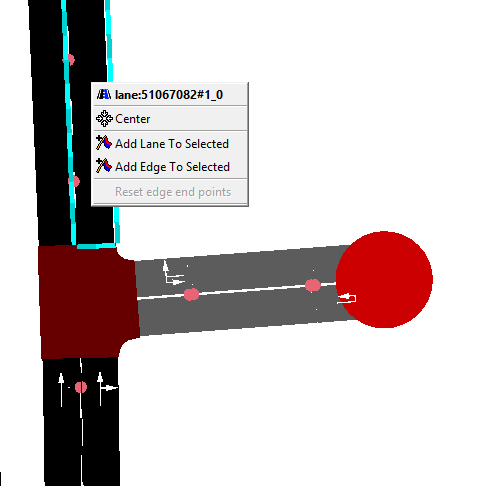 lane:51067082#1_0
Center
Add Lane To Selected
Add Edge To Selected
Reset edge end points